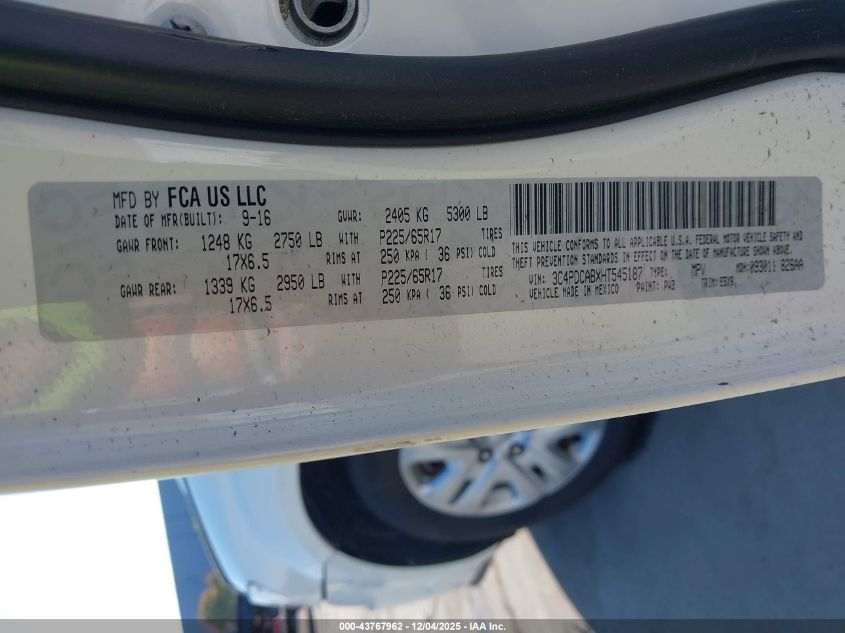 MFD BY FCA US LLC
DATE OF MFR(BUILT): 9-16 GVWR: 2405 KG 5300 LB
GAWR FRONT: 1248 KG 2750 LB WITH P225/65R17 TIRES
17X6.5 RIMS AT 250 KPA ( 36 PSI) COLD
GAWR REAR: 1339 KG 2950 LB WITH P225/65R17 TIRES
17X6.5 RIMS AT 250 KPA ( 36 PSI) COLD
THIS VEHICLE CONFORMS TO ALL APPLICABLE U.S.A. FEDERAL MOTOR VEHICLE SAFETY AND
THEFT PREVENTION STANDARDS IN EFFECT ON THE DATE OF MANUFACTURE SHOWN ABOVE.
VIN: 3C4PDCABXHT545187 TYPE: MPV MDH: 093011 626AA
VEHICLE MADE IN MEXICO PAINT: PW3 TRIM:
000-43767962 - 12/04/2025 - IAA Inc.